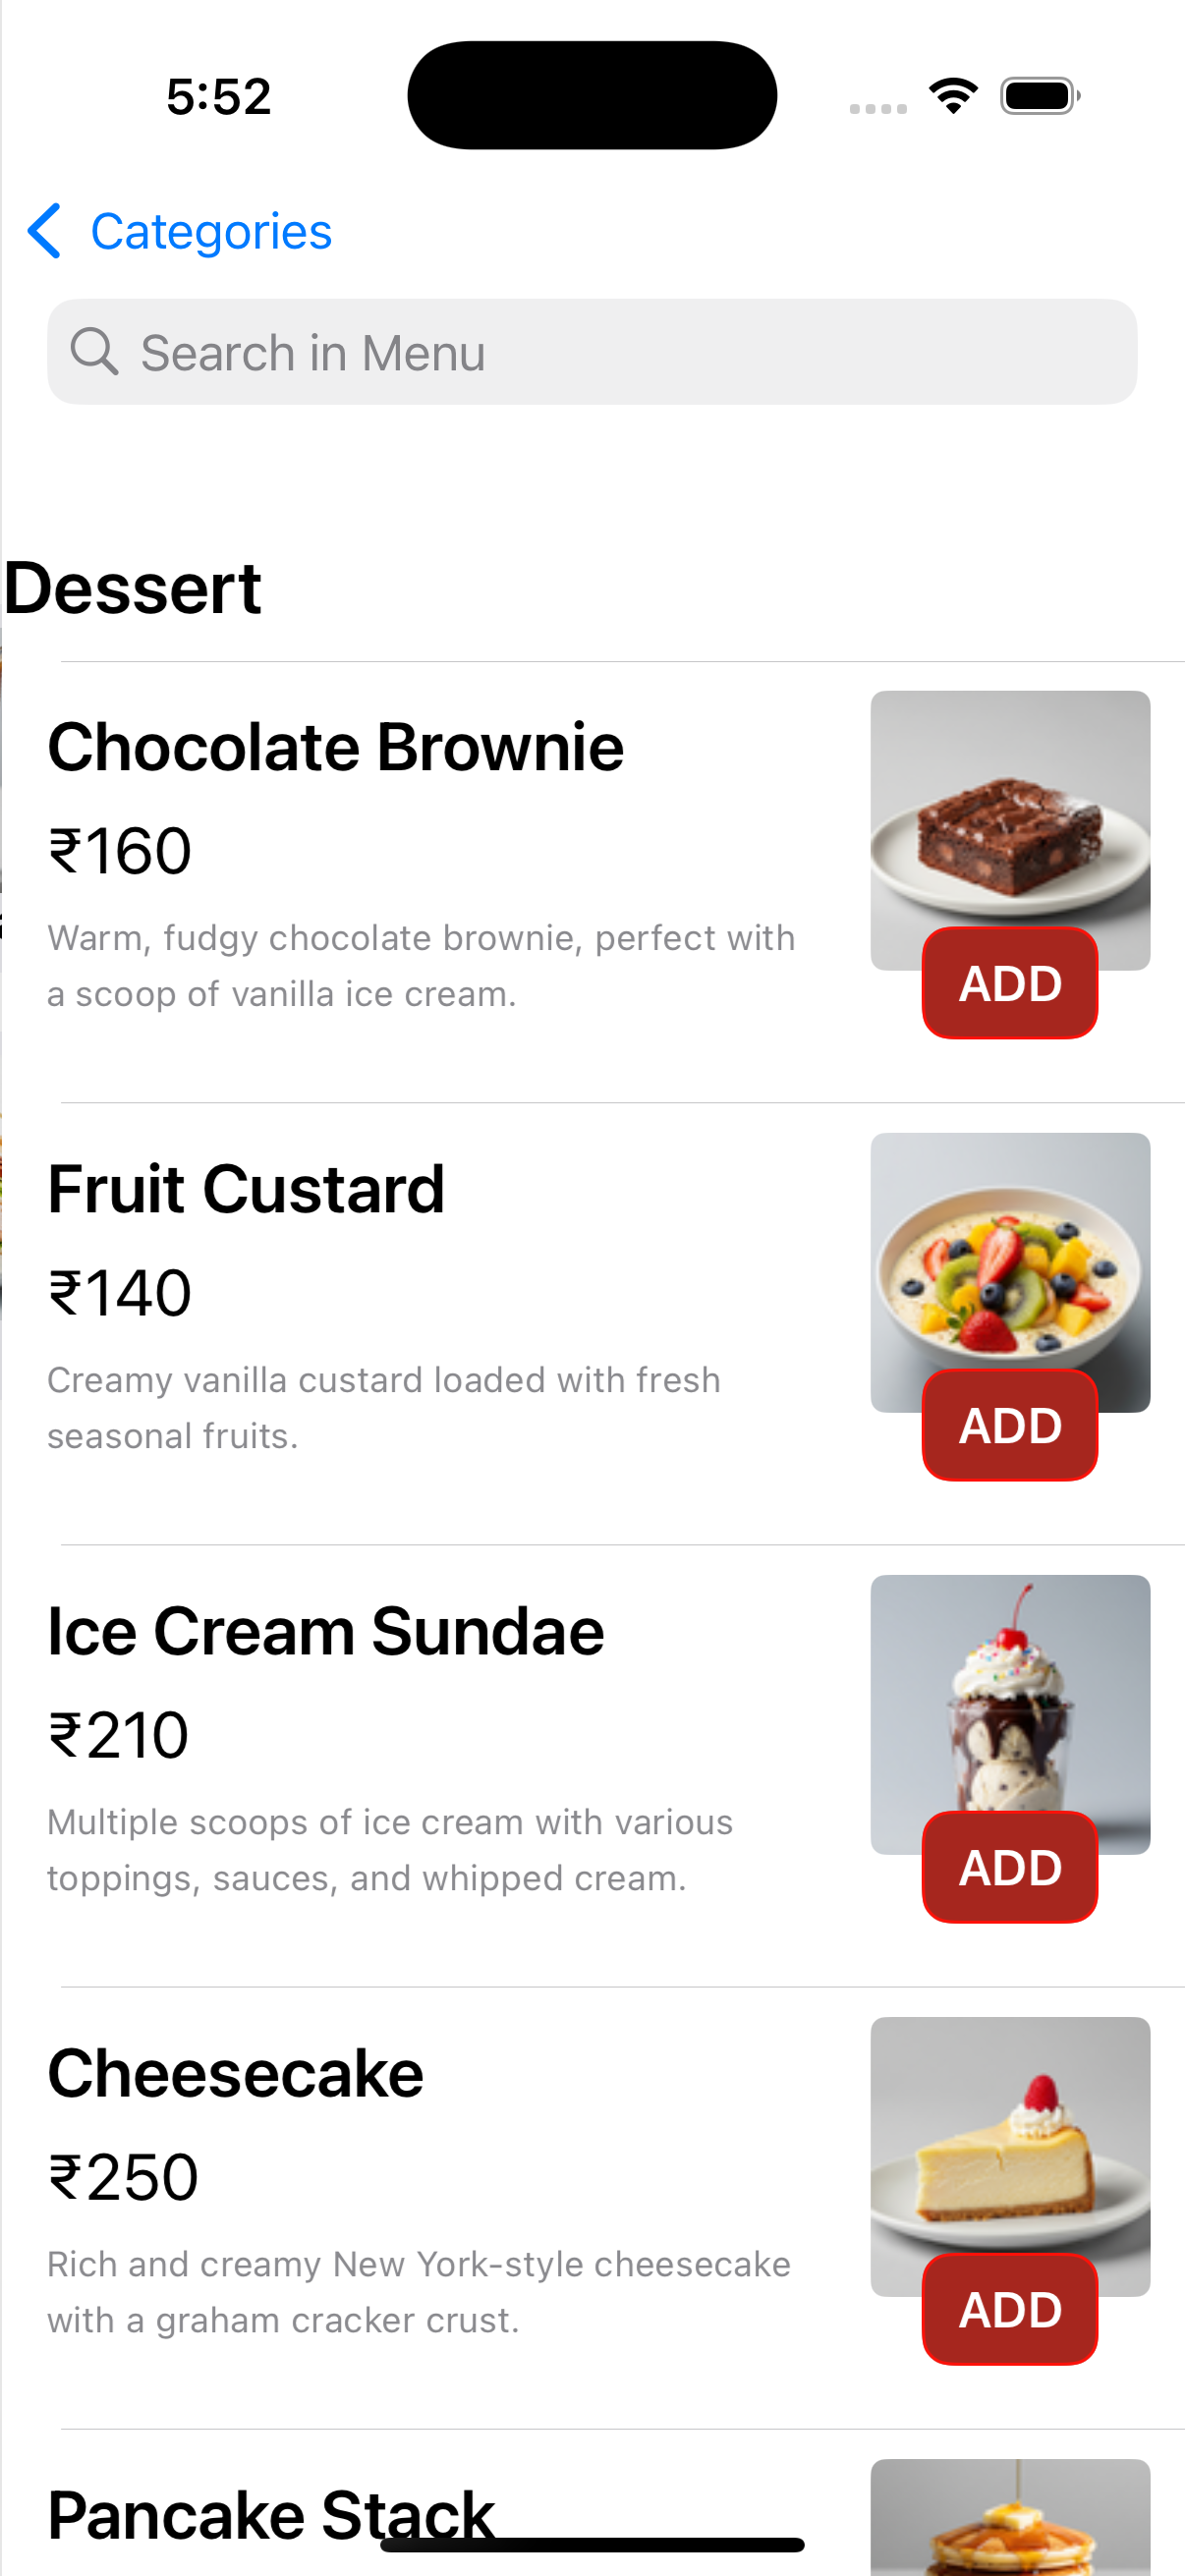 5:52
Categories
Search in Menu
Dessert
Chocolate Brownie
₹160
Warm, fudgy chocolate brownie, perfect with
a scoop of vanilla ice cream.
ADD
Fruit Custard
₹140
Creamy vanilla custard loaded with fresh
seasonal fruits.
ADD
Ice Cream Sundae
₹210
Multiple scoops of ice cream with various
toppings, sauces, and whipped cream.
ADD
Cheesecake
₹250
Rich and creamy New York-style cheesecake
with a graham cracker crust.
ADD
Pancake Stack